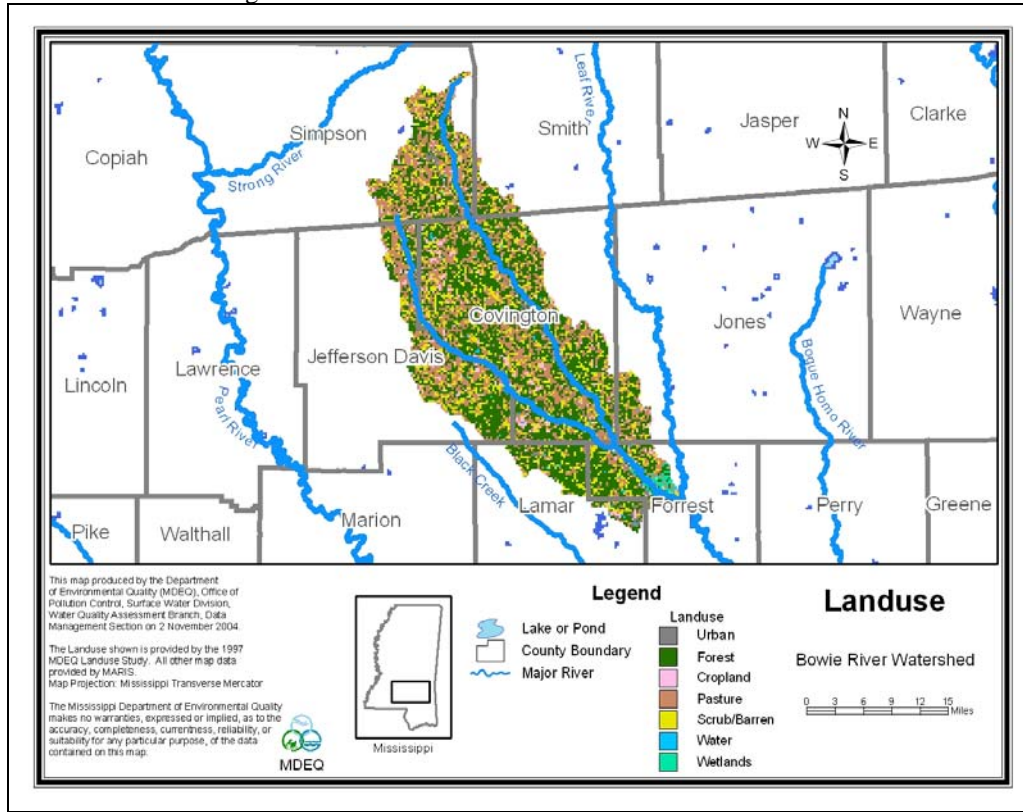 Copiah
Simpson
Strong River
Leaf River
Smith
Jasper
Clarke
N
W
E
S
Lincoln
Lawrence
Pearl River
Jefferson Davis
Covington
Jones
Bogue Homo River
Wayne
Black Creek
Pike
Walthall
Marion
Lamar
Forrest
Perry
Greene
This map produced by the Department
of Environmental Quality (MDEQ), Office of
Pollution Control, Surface Water Division,
Water Quality Assessment Branch, Data
Management Section on 2 November 2004.
The Landuse shown is provided by the 1997
MDEQ Landuse Study. All other map data
provided by MARIS.
Map Projection: Mississippi Transverse Mercator
The Mississippi Department of Environmental Quality
makes no warranties, expressed or implied, as to the
accuracy, completeness, currentness, reliability, or
suitability for any particular purpose, of the data
contained on this map.
MDEQ
Mississippi
Legend
Lake or Pond
County Boundary
Major River
Landuse
Urban
Forest
Cropland
Pasture
Scrub/Barren
Water
Wetlands
Landuse
Bowie River Watershed
0 3 6 9 12 15
Miles